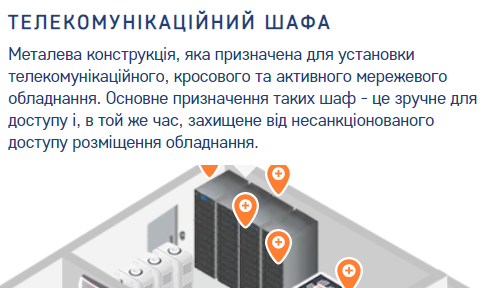 ТЕЛЕКОМУНІКАЦІЙНИЙ ШАФА
Металева конструкція, яка призначена для установки
телекомунікаційного, кросового та активного мережевого
обладнання. Основне призначення таких шаф - це зручне для
доступу і, в той же час, захищене від несанкціонованого
доступу розміщення обладнання.